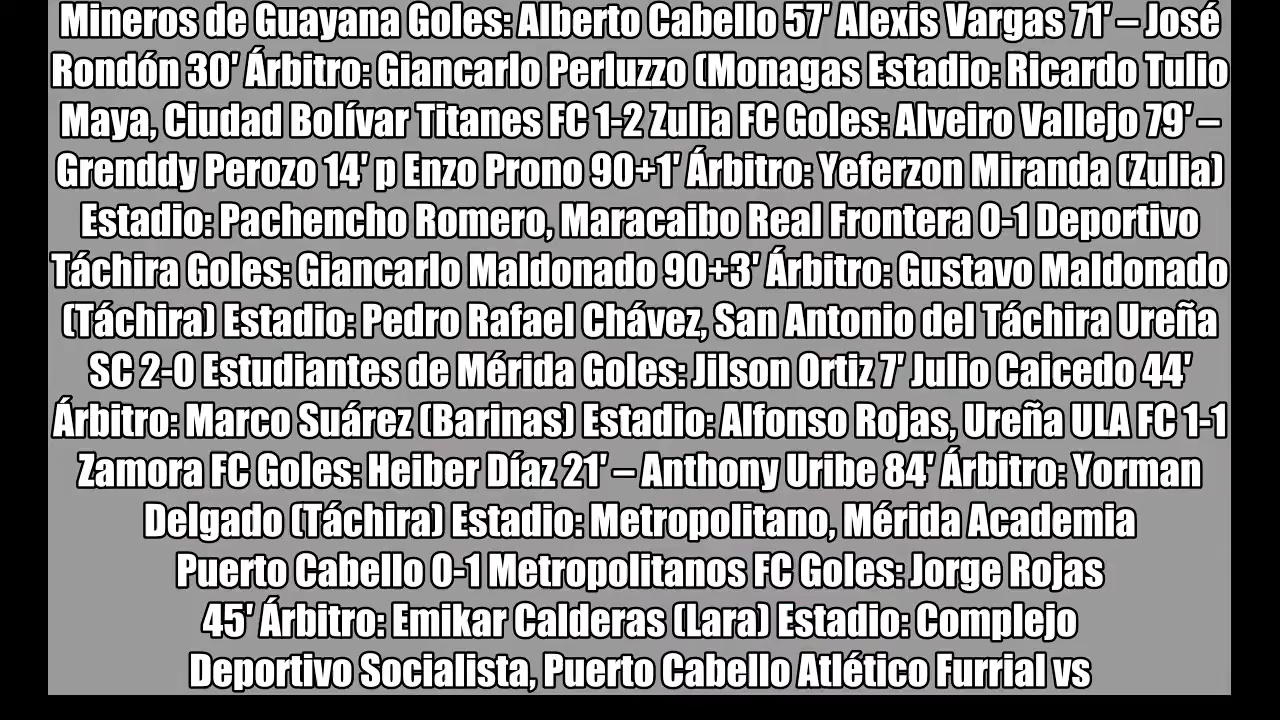 Mineros de Guayana Goles: Alberto Cabello 57′ Alexis Vargas 71′ – José
Rondón 30′ Árbitro: Giancarlo Perluzzo (Monagas Estadio: Ricardo Tulio
Maya, Ciudad Bolívar Titanes FC 1-2 Zulia FC Goles: Alveiro Vallejo 79′ –
Grenddy Perozo 14′ p Enzo Prono 90+1′ Árbitro: Yeferzon Miranda (Zulia)
Estadio: Pachencho Romero, Maracaibo Real Frontera 0-1 Deportivo
Táchira Goles: Giancarlo Maldonado 90+3′ Árbitro: Gustavo Maldonado
(Táchira) Estadio: Pedro Rafael Chávez, San Antonio del Táchira Ureña
SC 2-0 Estudiantes de Mérida Goles: Jilson Ortiz 7′ Julio Caicedo 44′
Árbitro: Marco Suárez (Barinas) Estadio: Alfonso Rojas, Ureña ULA FC 1-1
Zamora FC Goles: Heiber Díaz 21′ – Anthony Uribe 84′ Árbitro: Yorman
Delgado (Táchira) Estadio: Metropolitano, Mérida Academia
Puerto Cabello 0-1 Metropolitanos FC Goles: Jorge Rojas
45′ Árbitro: Emikar Calderas (Lara) Estadio: Complejo
Deportivo Socialista, Puerto Cabello Atlético Furrial vs